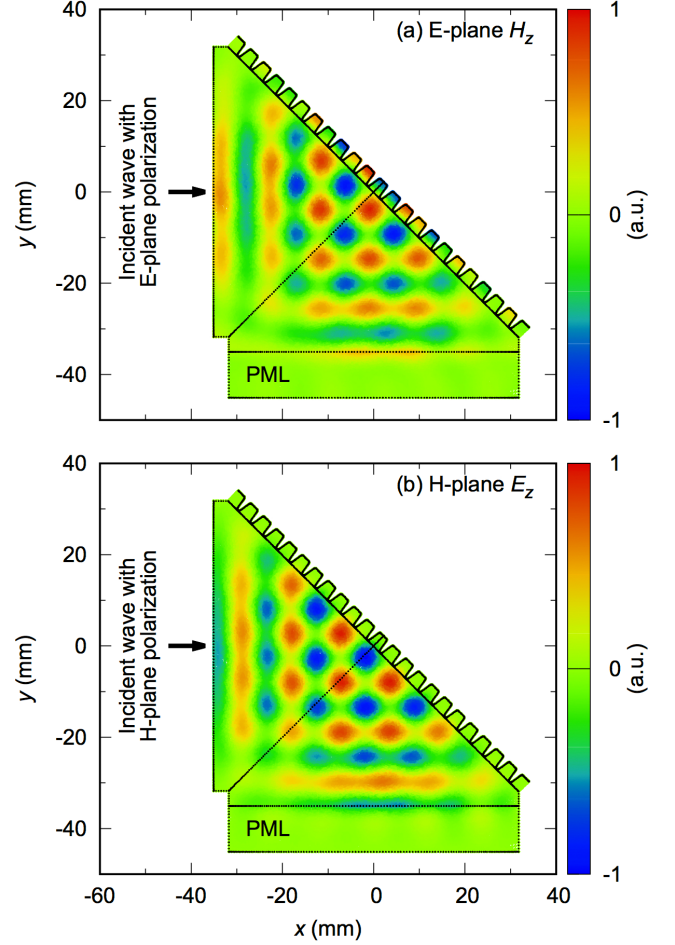 40
20
0
-20
-40
y (mm)
(a) E-plane Hz
Incident wave with
E-plane polarization
PML
1
0
-1
(a.u.)
40
20
0
-20
-40
y (mm)
(b) H-plane Ez
Incident wave with
H-plane polarization
PML
1
0
-1
(a.u.)
-60 -40 -20 0 20 40
x (mm)